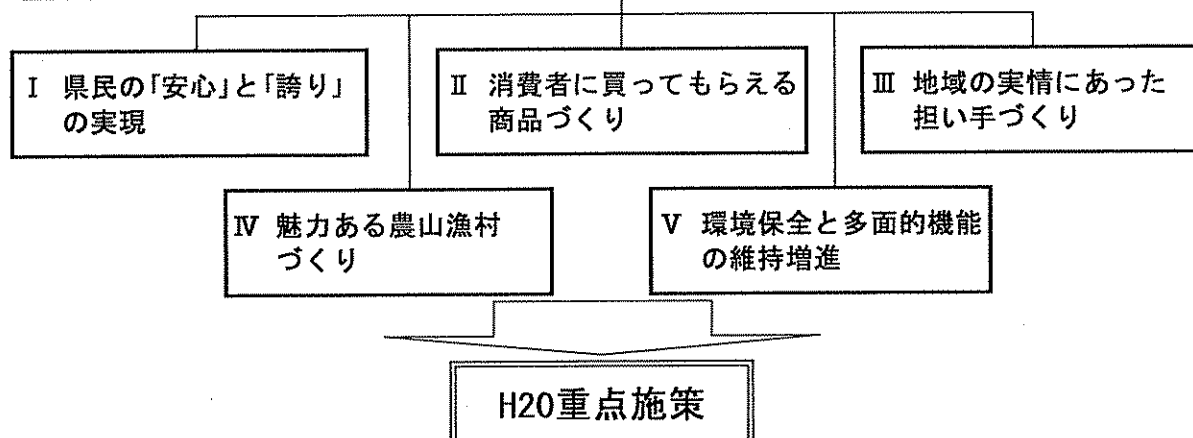 Ⅰ 県民の「安心」と「誇り」
の実現
Ⅱ 消費者に買ってもらえる
商品づくり
Ⅲ 地域の実情にあった
担い手づくり
Ⅳ 魅力ある農山漁村
づくり
Ⅴ 環境保全と多面的機能
の維持増進
H20重点施策